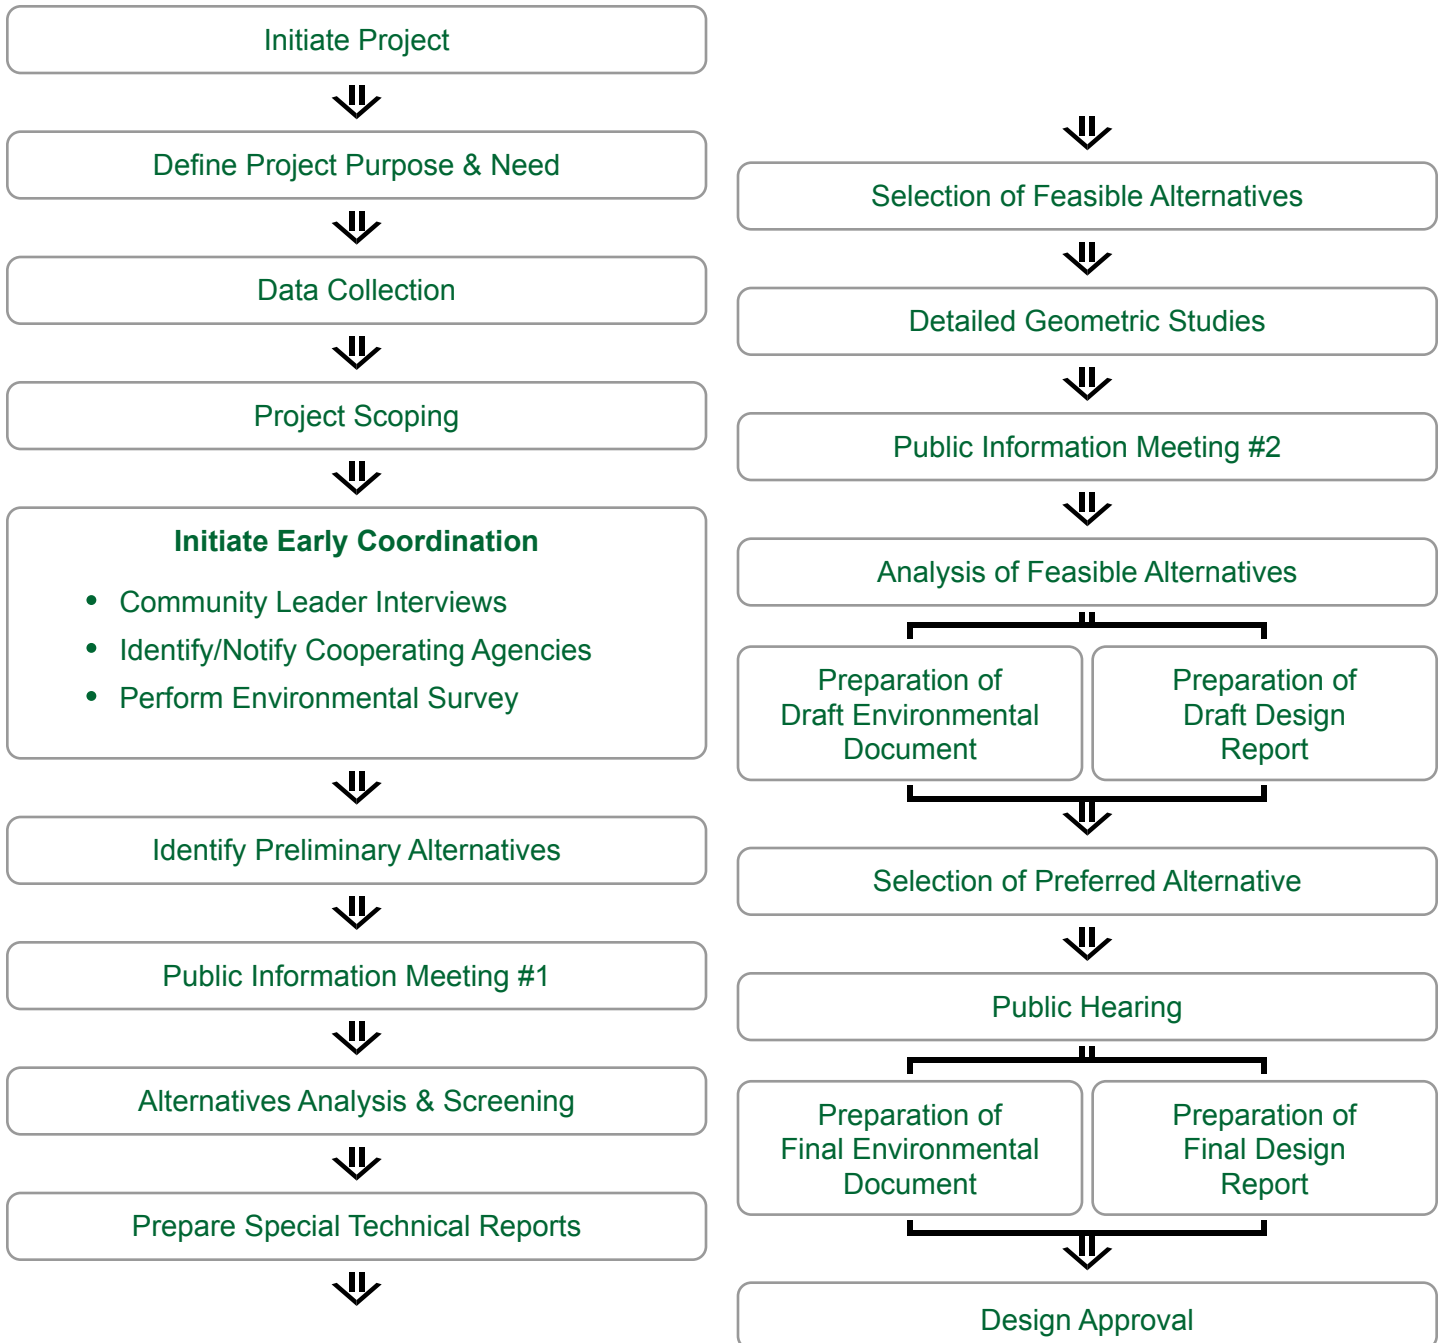 Initiate Project
Define Project Purpose & Need
Data Collection
Project Scoping
Initiate Early Coordination
• Community Leader Interviews
• Identify/Notify Cooperating Agencies
• Perform Environmental Survey
Identify Preliminary Alternatives
Public Information Meeting #1
Alternatives Analysis & Screening
Prepare Special Technical Reports
Selection of Feasible Alternatives
Detailed Geometric Studies
Public Information Meeting #2
Analysis of Feasible Alternatives
Preparation of
Draft Environmental
Document
Preparation of
Draft Design
Report
Selection of Preferred Alternative
Public Hearing
Preparation of
Final Environmental
Document
Preparation of
Final Design
Report
Design Approval